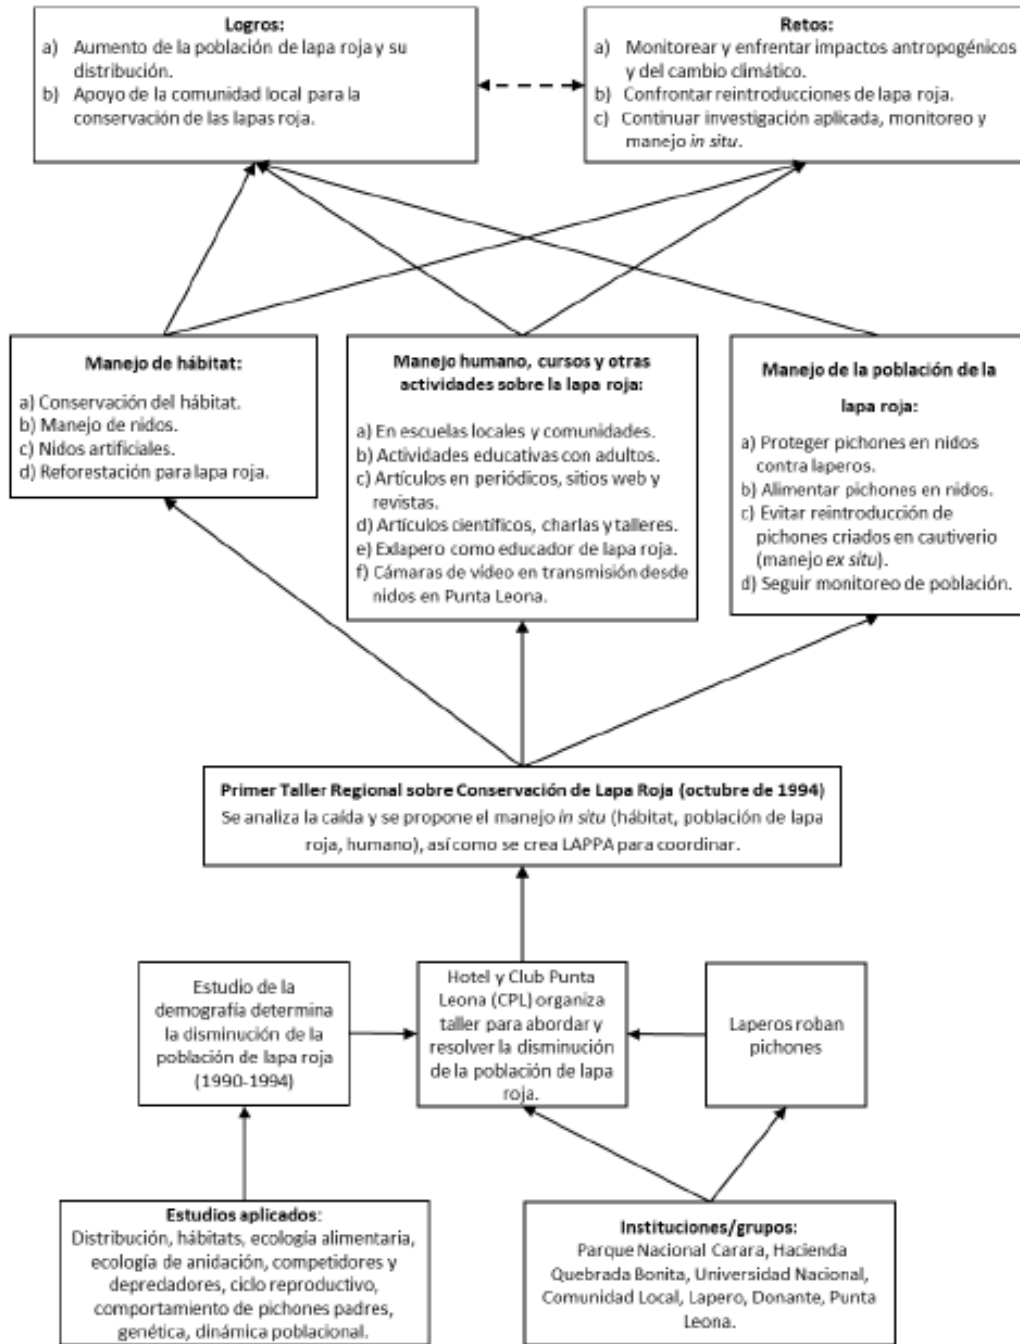 Logros:
a) Aumento de la población de lapa roja y su
distribución.
b) Apoyo de la comunidad local para la
conservación de las lapas roja.
Retos:
a) Monitorear y enfrentar impactos antropogénicos
y del cambio climático.
b) Confrontar reintroducciones de lapa roja.
c) Continuar investigación aplicada, monitoreo y
manejo in situ.
Manejo de hábitat:
a) Conservación del hábitat.
b) Manejo de nidos.
c) Nidos artificiales.
d) Reforestación para lapa roja.
Manejo humano, cursos y otras
actividades sobre la lapa roja:
a) En escuelas locales y comunidades.
b) Actividades educativas con adultos.
c) Artículos en periódicos, sitios web y
revistas.
d) Artículos científicos, charlas y talleres.
e) Exlapero como educador de lapa roja.
f) Cámaras de vídeo en transmisión desde
nidos en Punta Leona.
Manejo de la población de la
lapa roja:
a) Proteger pichones en nidos
contra laperos.
b) Alimentar pichones en nidos.
c) Evitar reintroducción de
pichones criados en cautiverio
(manejo ex situ).
d) Seguir monitoreo de población.
Primer Taller Regional sobre Conservación de Lapa Roja (octubre de 1994)
Se analiza la caída y se propone el manejo in situ (hábitat, población de lapa
roja, humano), así como se crea LAPPA para coordinar.
Estudio de la
demografía determina
la disminución de la
población de lapa roja
(1990-1994)
Hotel y Club Punta
Leona (CPL) organiza
taller para abordar y
resolver la disminución
de la población de lapa
roja.
Laperos roban
pichones
Estudios aplicados:
Distribución, hábitats, ecología alimentaria,
ecología de anidación, competidores y
depredadores, ciclo reproductivo,
comportamiento de pichones padres,
genética, dinámica poblacional.
Instituciones/grupos:
Parque Nacional Carara, Hacienda
Quebrada Bonita, Universidad Nacional,
Comunidad Local, Lapero, Donante, Punta
Leona.